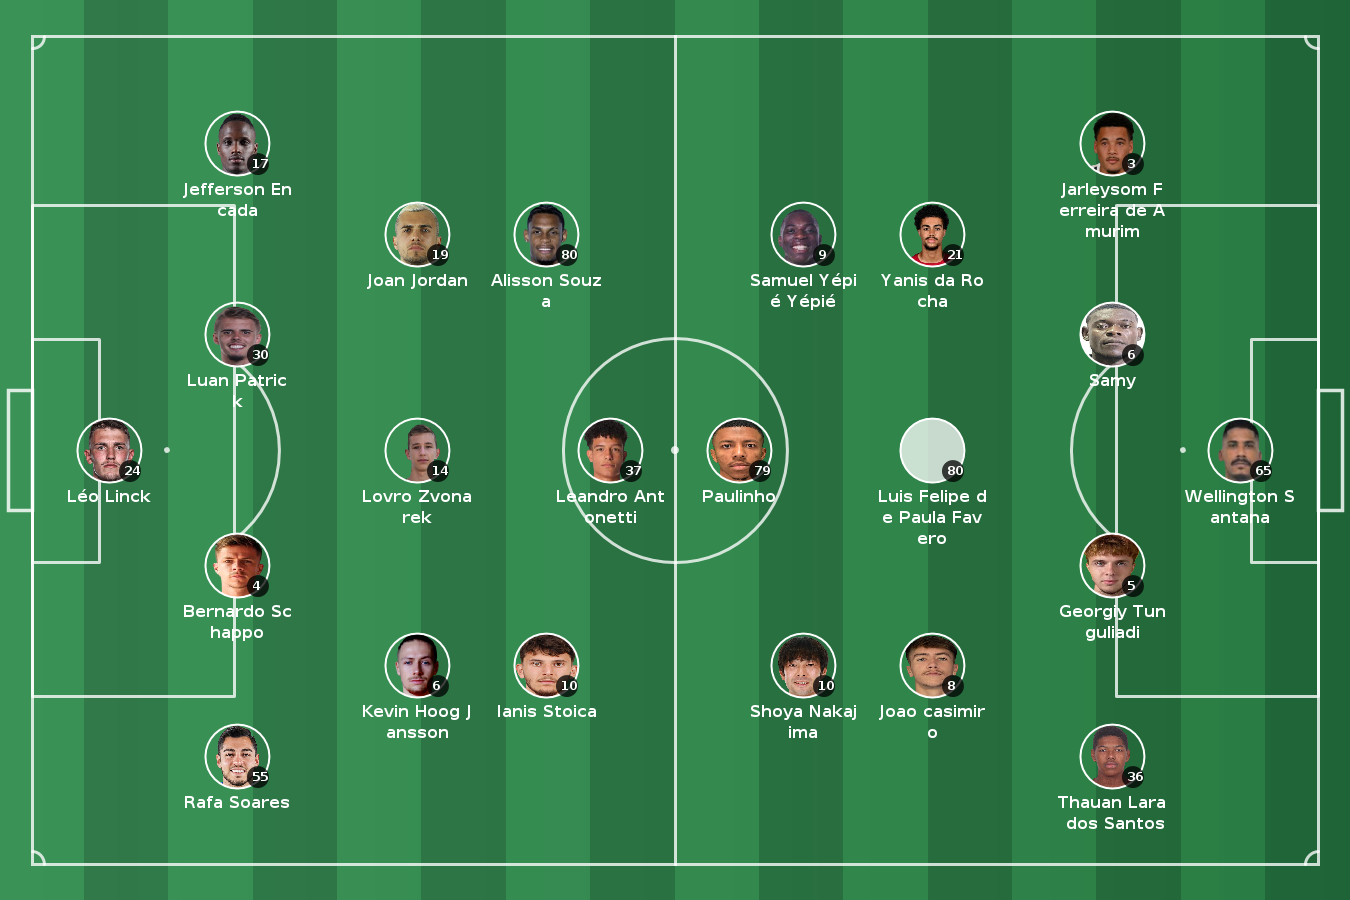 17
Jefferson En
cada
3
Jarleysom F
erreira de A
murim
19
Joan Jordan
80
Alisson Souz
a
9
Samuel Yépi
é Yépié
21
Yanis da Ro
cha
30
Luan Patric
k
6
Samy
24
Léo Linck
14
Lovro Zvona
rek
37
Leandro Ant
onetti
79
Paulinho
80
Luis Felipe d
e Paula Fav
ero
65
Wellington S
antana
4
Bernardo Sc
happo
5
Georgiy Tun
guliadi
6
Kevin Hoog J
ansson
10
Ianis Stoica
10
Shoya Nakaj
ima
8
Joao casimir
o
55
Rafa Soares
36
Thauan Lara
dos Santos